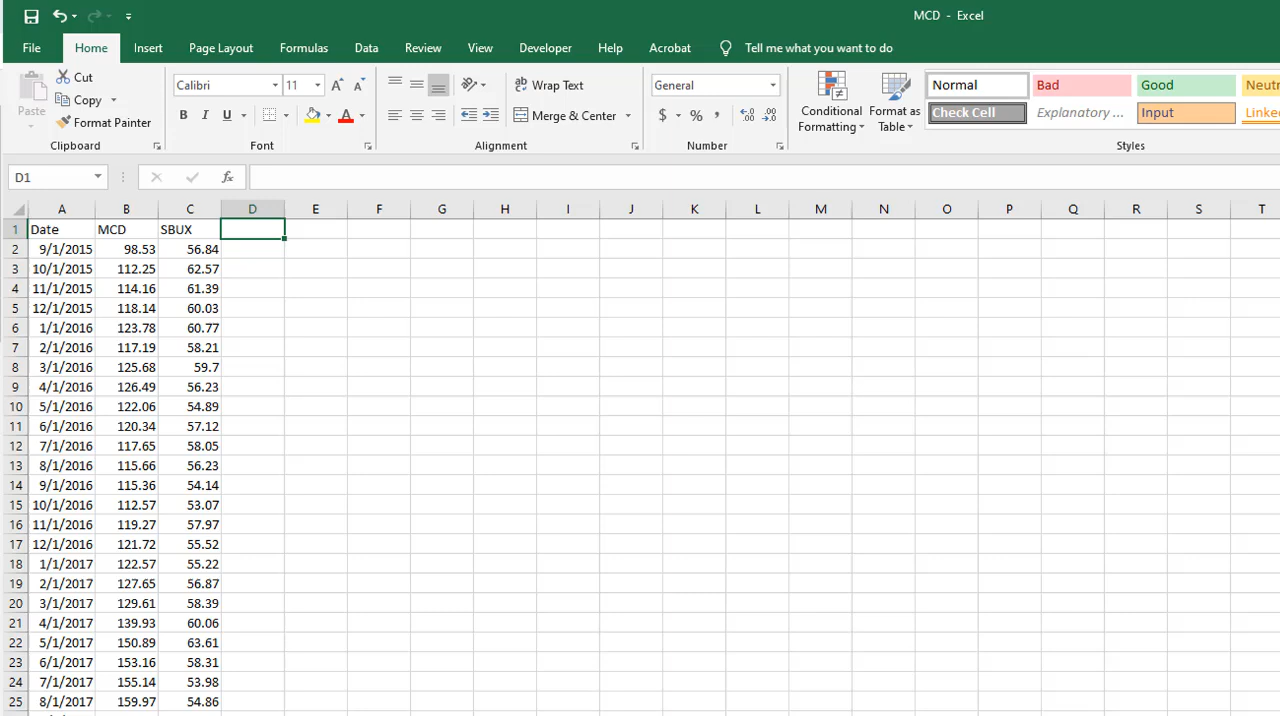 MCD - Excel
File Home Insert Page Layout Formulas Data Review View Developer Help Acrobat Tell me what you want to do
Paste
Cut
Copy
Format Painter
Clipboard
Calibri 11 A A
B I U A
Font
Wrap Text
Merge & Center
Alignment
General
$ % ,
Number
Conditional Formatting
Format as Table
Normal Bad Good Neutr
Check Cell Explanatory ... Input Linke
Styles
D1 fx
A B C D E F G H I J K L M N O P Q R S T
1 Date MCD SBUX
2 9/1/2015 98.53 56.84
3 10/1/2015 112.25 62.57
4 11/1/2015 114.16 61.39
5 12/1/2015 118.14 60.03
6 1/1/2016 123.78 60.77
7 2/1/2016 117.19 58.21
8 3/1/2016 125.68 59.7
9 4/1/2016 126.49 56.23
10 5/1/2016 122.06 54.89
11 6/1/2016 120.34 57.12
12 7/1/2016 117.65 58.05
13 8/1/2016 115.66 56.23
14 9/1/2016 115.36 54.14
15 10/1/2016 112.57 53.07
16 11/1/2016 119.27 57.97
17 12/1/2016 121.72 55.52
18 1/1/2017 122.57 55.22
19 2/1/2017 127.65 56.87
20 3/1/2017 129.61 58.39
21 4/1/2017 139.93 60.06
22 5/1/2017 150.89 63.61
23 6/1/2017 153.16 58.31
24 7/1/2017 155.14 53.98
25 8/1/2017 159.97 54.86